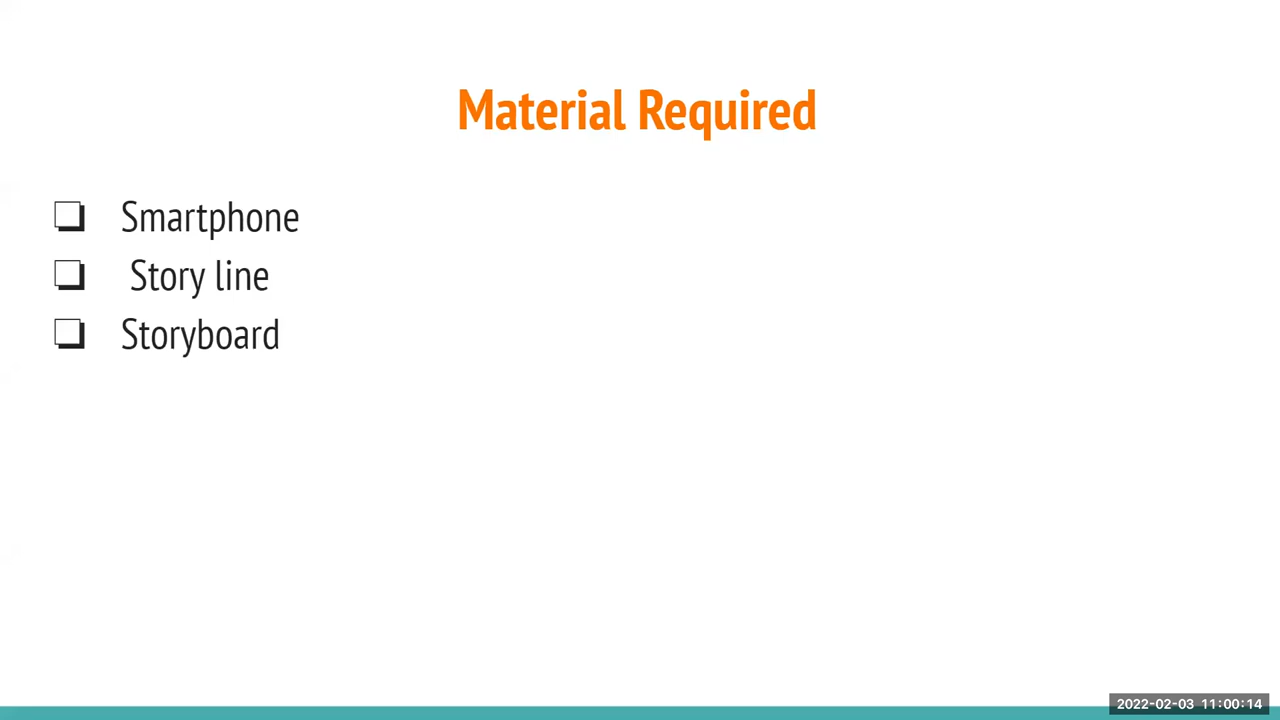 Material Required
❏ Smartphone
❏ Story line
❏ Storyboard
2022-02-03 11:00:14